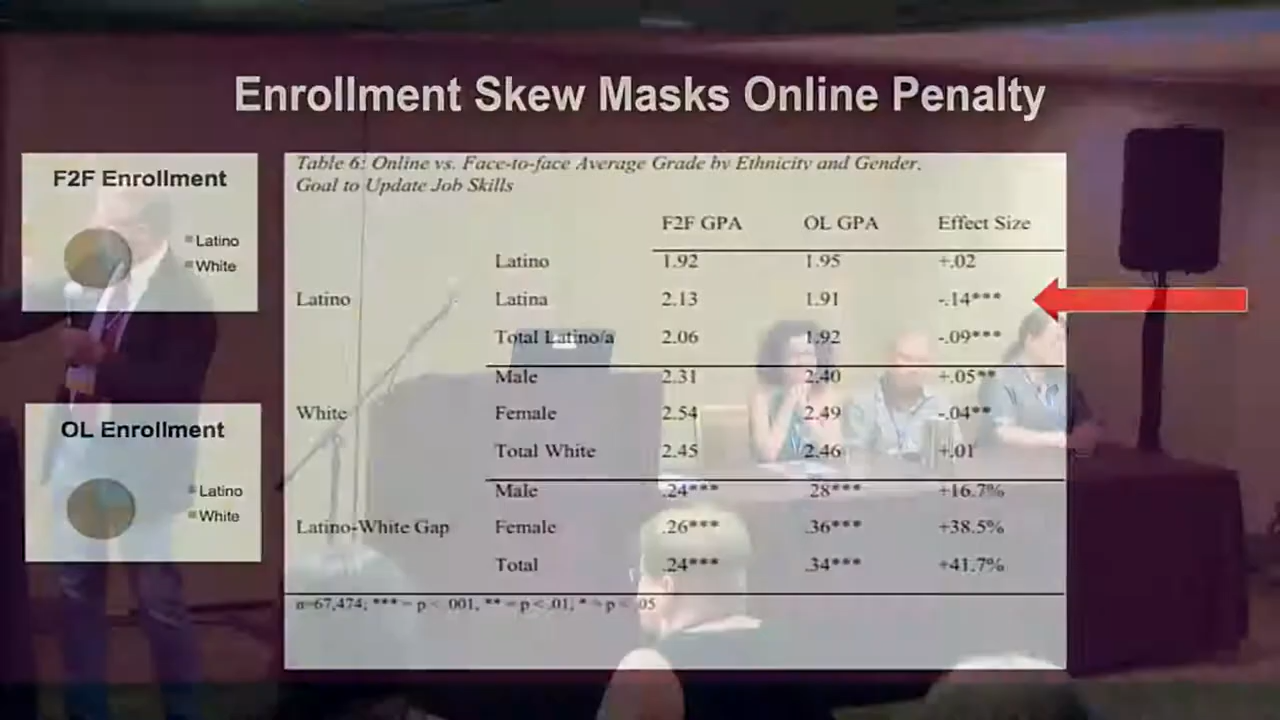 Enrollment Skew Masks Online Penalty
F2F Enrollment
Latino
White
OL Enrollment
Latino
White
Table 6: Online vs. Face-to-face Average Grade by Ethnicity and Gender,
Goal to Update Job Skills
F2F GPA OL GPA Effect Size
Latino 1.92 1.95 +.02
Latino Latina 2.13 1.91 -.14***
Total Latino/a 2.06 1.92 -.09***
Male 2.31 2.40 +.05**
White Female 2.54 2.49 -.04**
Total White 2.45 2.46 +.01
Male .24*** .28*** +16.7%
Latino-White Gap Female .26*** .36*** +38.5%
Total .24*** .34*** +41.7%
n=67,474; *** = p < .001, ** = p < .01, * = p < .05